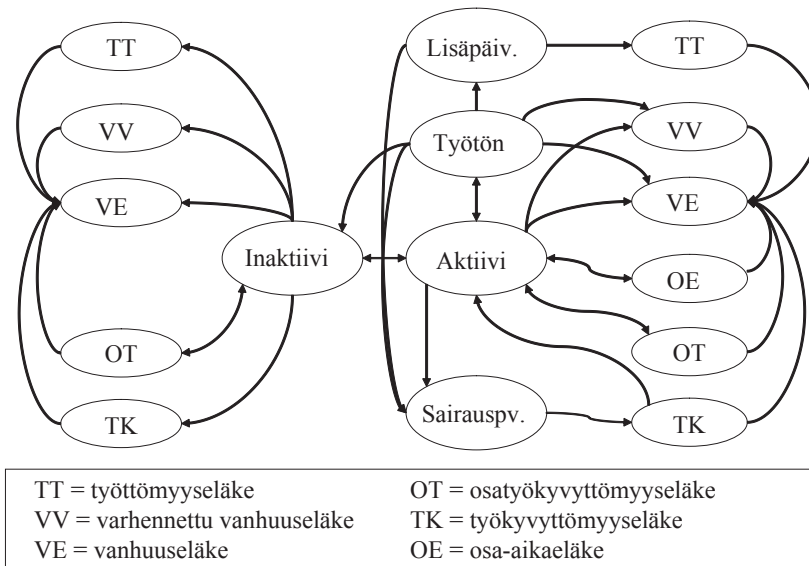 TT
Lisäpäiv.
TT
VV
Työtön
VV
VE
VE
Inaktiivi
Aktiivi
OE
OT
OT
TK
Sairauspv.
TK
TT = työttömyyseläke
OT = osatyökyvyttömyyseläke
VV = varhennettu vanhuuseläke
TK = työkyvyttömyyseläke
VE = vanhuuseläke
OE = osa-aikaeläke